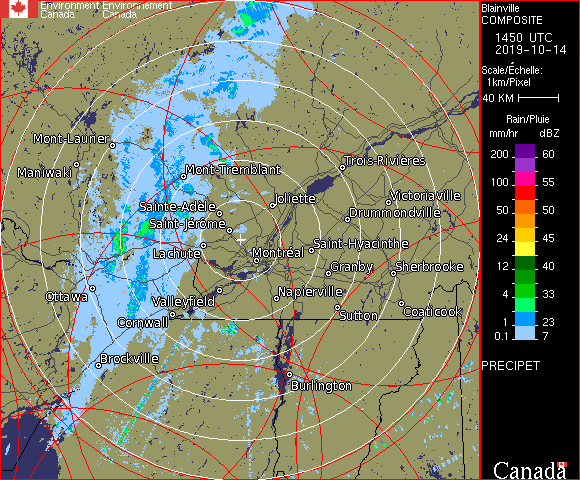 Environment Environnement
Canada Canada
Blainville
COMPOSITE
1450 UTC
2019-10-14
Scale/Échelle:
1km/Pixel
40 KM
Rain/Pluie
mm/hr dBZ
200 60
100 55
50 50
24 45
12 40
4 33
1 23
0.1 7
PRECIPET
Canada
Mont-Laurier
Maniwaki
Mont-Tremblant
Trois-Rivières
Sainte-Adèle
Joliette
Victoriaville
Drummondville
Saint-Jérôme
Lachute
Montréal
Saint-Hyacinthe
Granby
Sherbrooke
Ottawa
Valleyfield
Napierville
Cornwall
Sutton
Coaticook
Brockville
Burlington